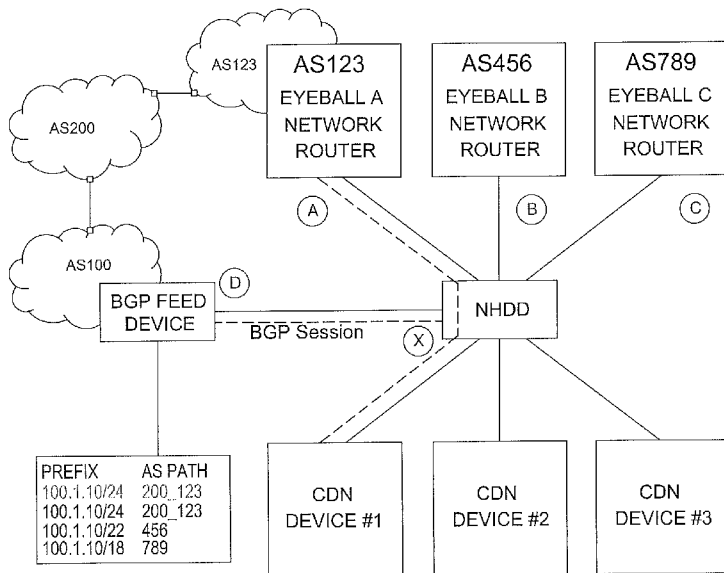 AS123
AS123
EYEBALL A
NETWORK
ROUTER
AS456
EYEBALL B
NETWORK
ROUTER
AS789
EYEBALL C
NETWORK
ROUTER
AS200
A
B
C
AS100
D
BGP FEED
DEVICE
BGP Session
X
NHDD
PREFIX AS PATH
100.1.10/24 200_123
100.1.10/24 200_123
100.1.10/22 456
100.1.10/18 789
CDN
DEVICE #1
CDN
DEVICE #2
CDN
DEVICE #3